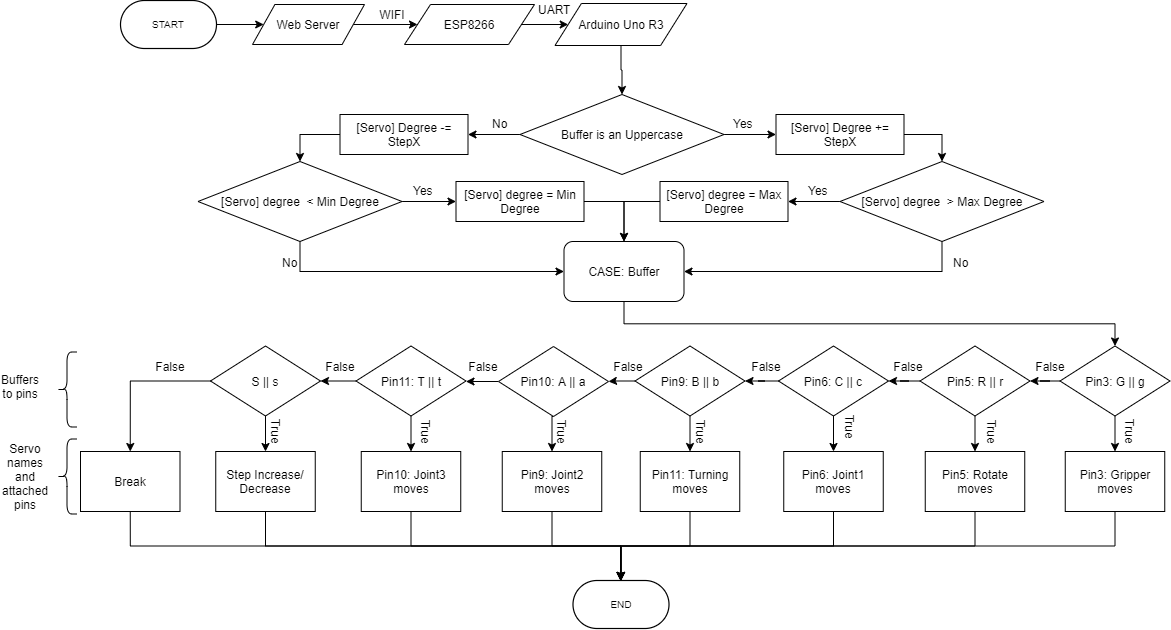 START
Web Server
WIFI
ESP8266
UART
Arduino Uno R3
[Servo] Degree -=
StepX
No
Buffer is an Uppercase
Yes
[Servo] Degree +=
StepX
[Servo] degree < Min Degree
Yes
[Servo] degree = Min
Degree
[Servo] degree = Max
Degree
Yes
[Servo] degree > Max Degree
No
CASE: Buffer
No
Buffers
to pins
False
S || s
False
Pin11: T || t
False
Pin10: A || a
False
Pin9: B || b
False
Pin6: C || c
False
Pin5: R || r
False
Pin3: G || g
True
True
True
True
True
True
True
Servo
names
and
attached
pins
Break
Step Increase/
Decrease
Pin10: Joint3
moves
Pin9: Joint2
moves
Pin11: Turning
moves
Pin6: Joint1
moves
Pin5: Rotate
moves
Pin3: Gripper
moves
END